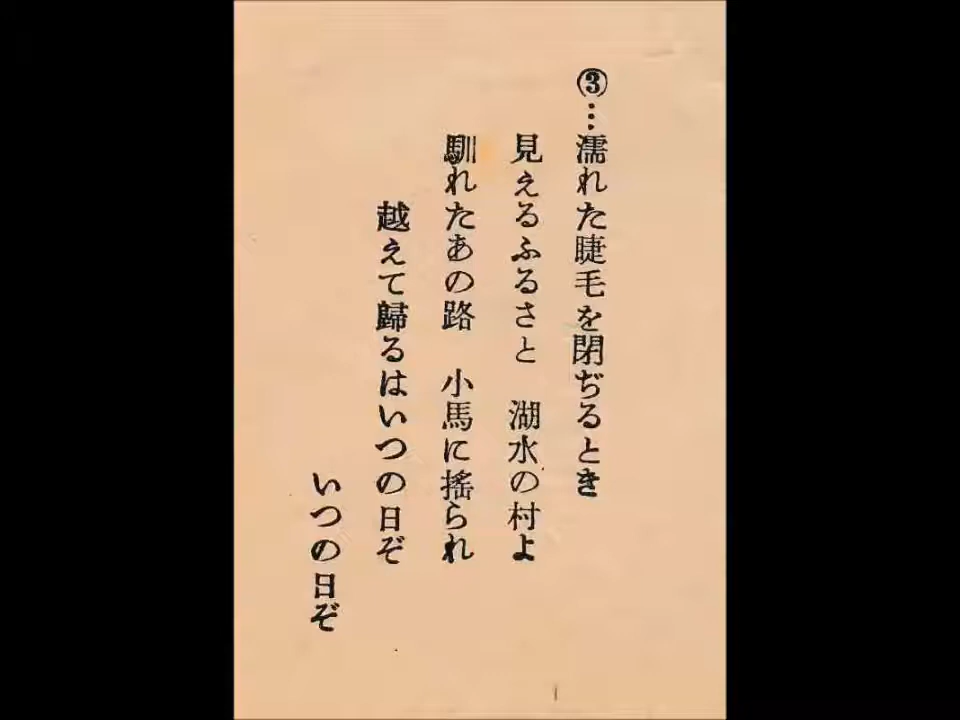 ③…濡れた睫毛を閉ぢるとき
見えるふるさと　湖水の村よ
馴れたあの路　小馬に搖られ
越えて歸るはいつの日ぞ
いつの日ぞ